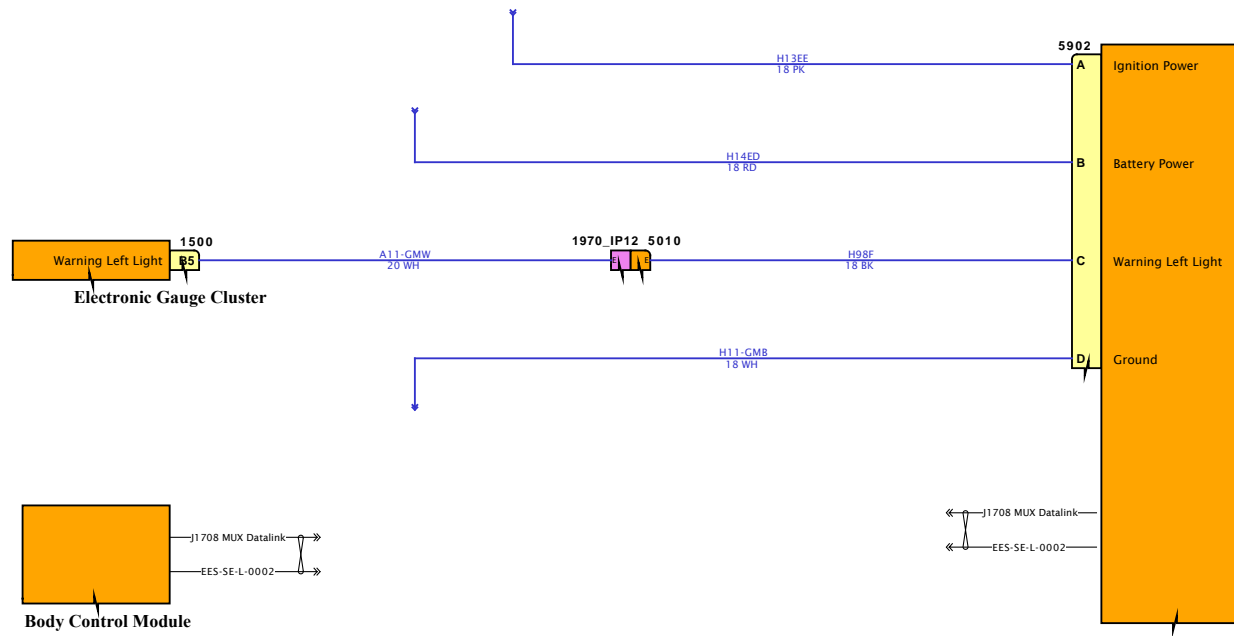 5902
H13EE
18 PK
A
Ignition Power
H14ED
18 RD
B
Battery Power
1500
1970_IP12 5010
Warning Left Light
B5
A11-GMW
20 WH
E
E
H98F
18 BK
C
Warning Left Light
Electronic Gauge Cluster
H11-GMB
18 WH
D
Ground
J1708 MUX Datalink
EES-SE-L-0002
J1708 MUX Datalink
EES-SE-L-0002
Body Control Module